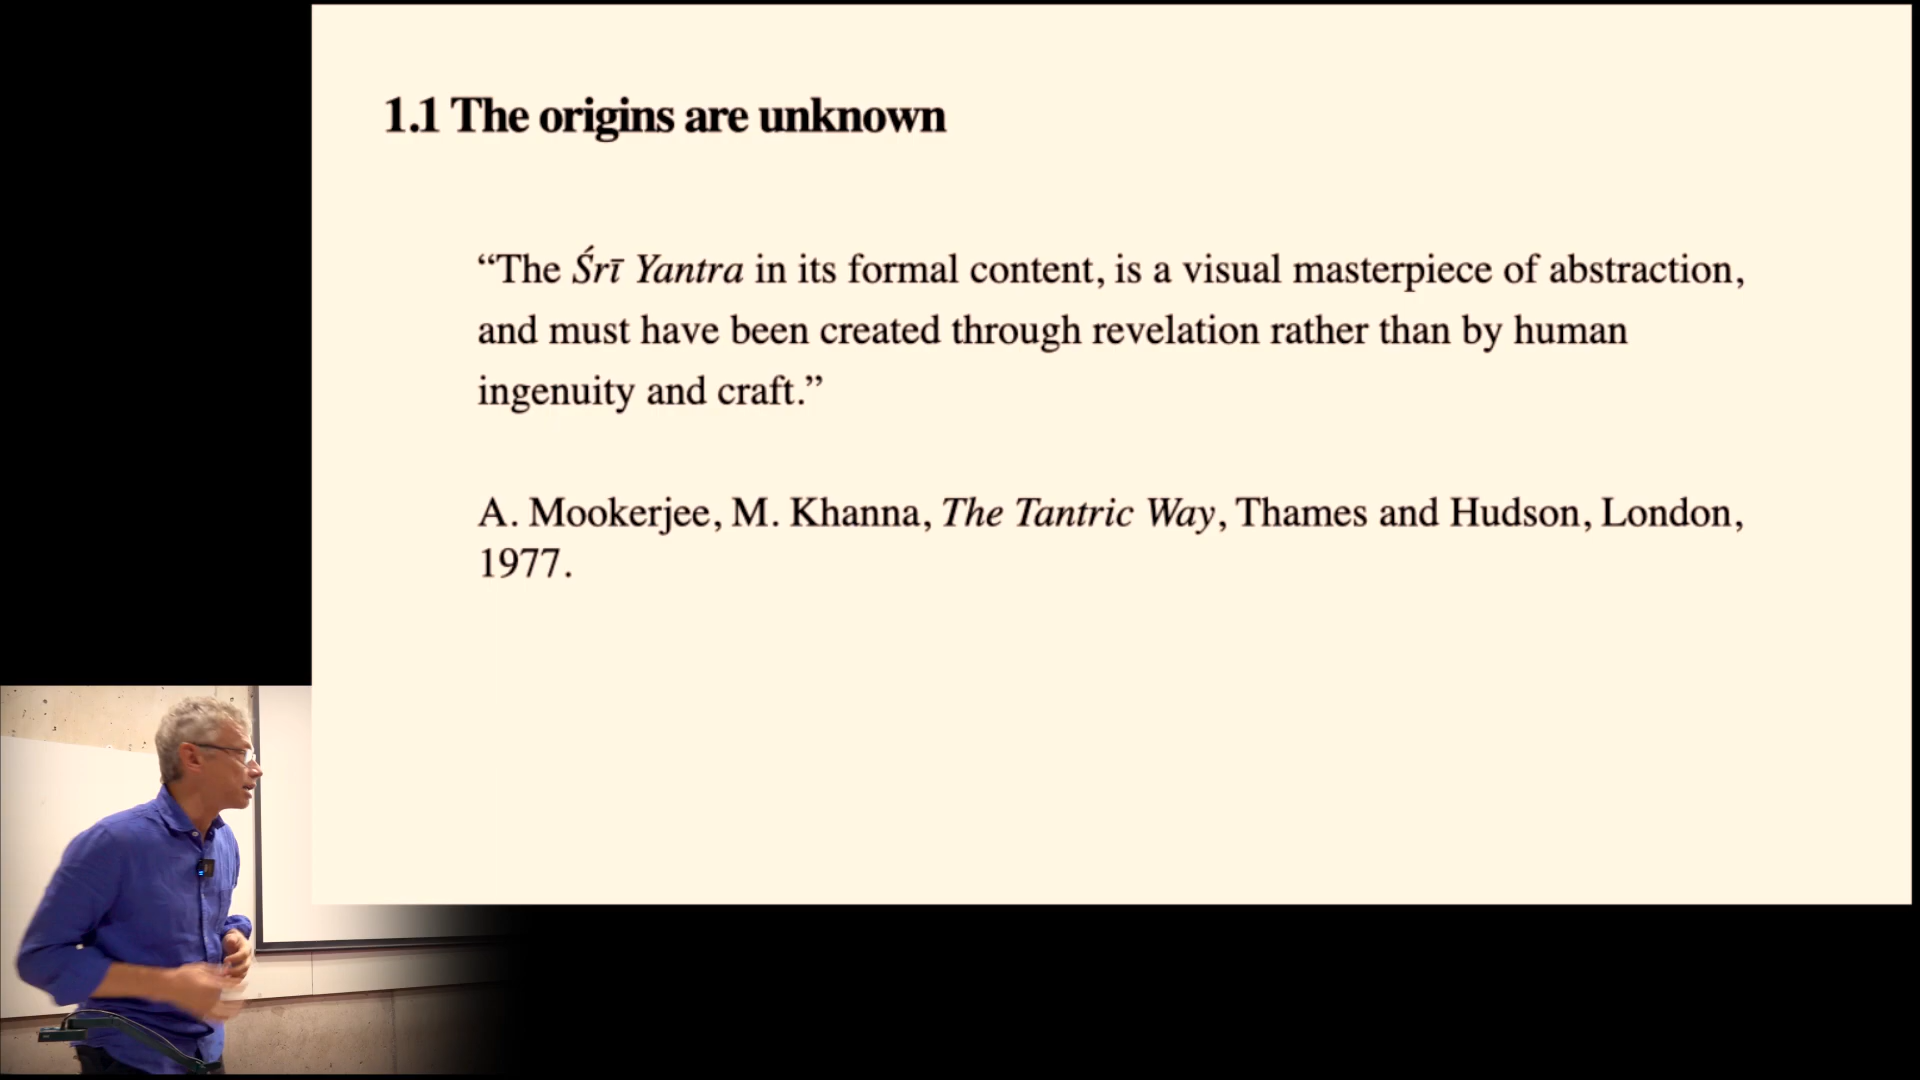 1.1 The origins are unknown
“The Śrī Yantra in its formal content, is a visual masterpiece of abstraction,
and must have been created through revelation rather than by human
ingenuity and craft.”
A. Mookerjee, M. Khanna, The Tantric Way, Thames and Hudson, London,
1977.